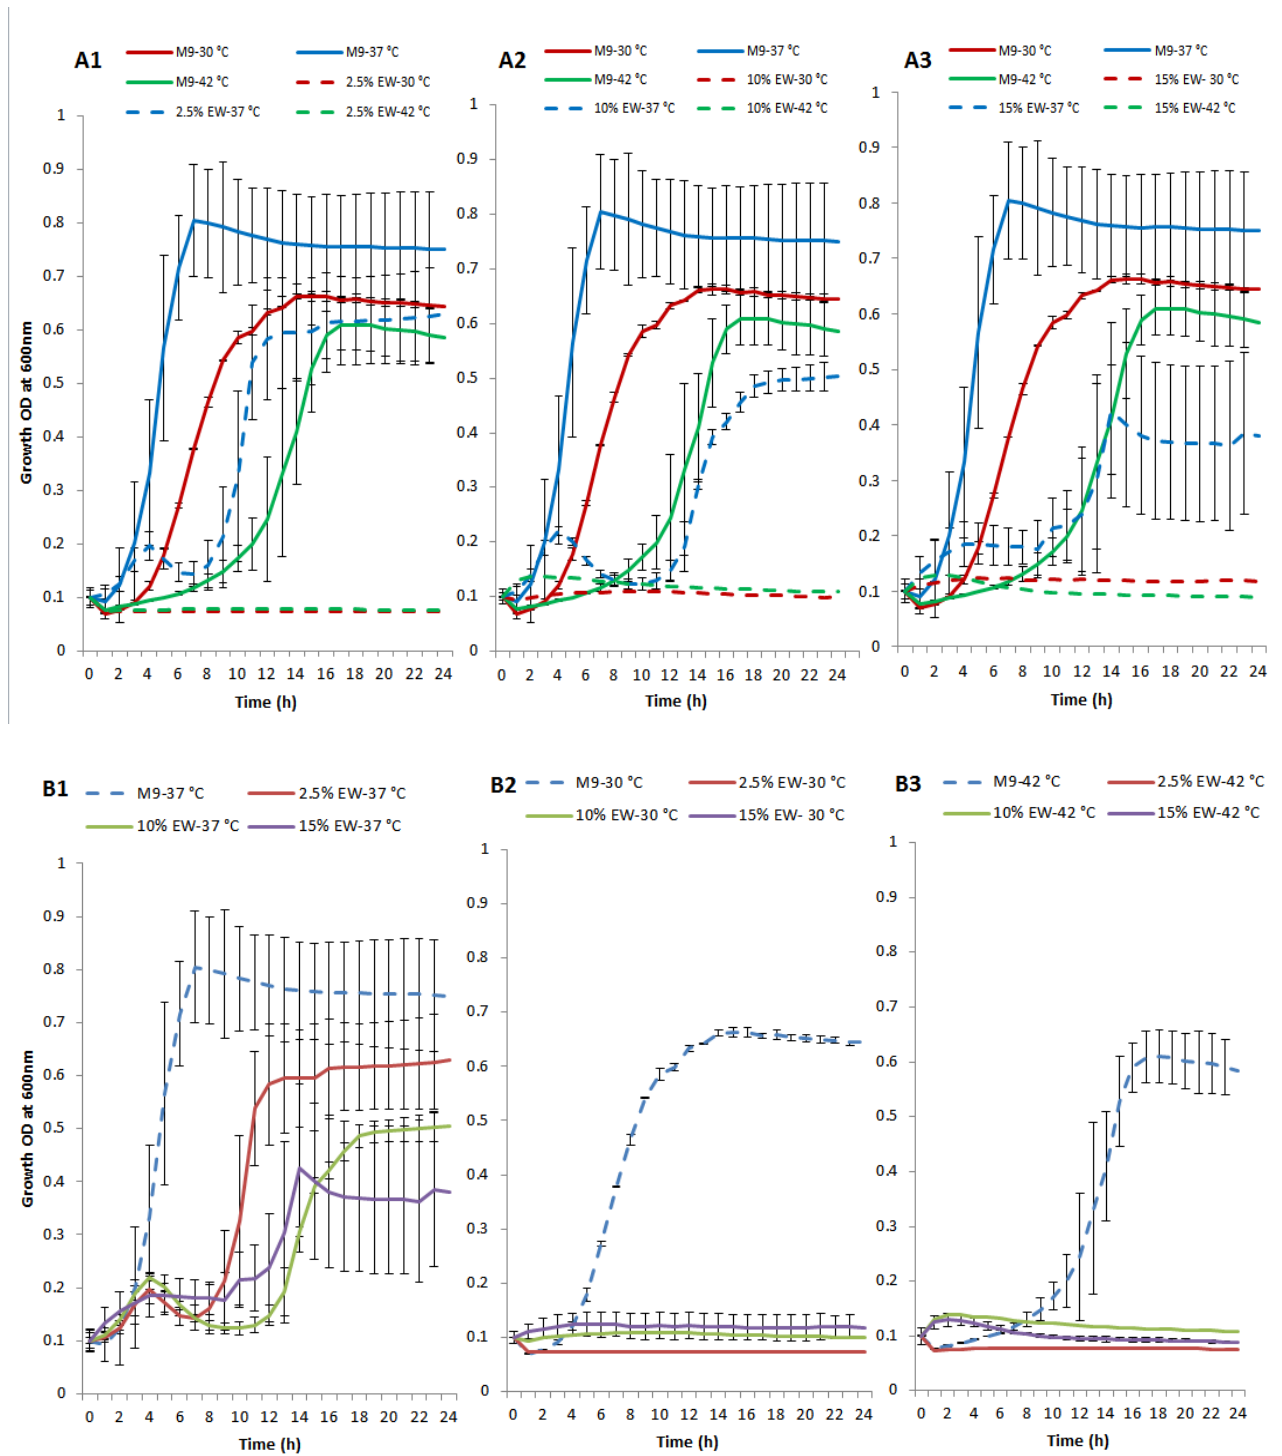 A1
M9-30 °C
M9-37 °C
M9-42 °C
2.5% EW-30 °C
2.5% EW-37 °C
2.5% EW-42 °C
1
0.9
0.8
0.7
0.6
0.5
0.4
0.3
0.2
0.1
0
Growth OD at 600nm
0 2 4 6 8 10 12 14 16 18 20 22 24
Time (h)
A2
M9-30 °C
M9-37 °C
M9-42 °C
10% EW-30 °C
10% EW-37 °C
10% EW-42 °C
1
0.9
0.8
0.7
0.6
0.5
0.4
0.3
0.2
0.1
0
0 2 4 6 8 10 12 14 16 18 20 22 24
Time (h)
A3
M9-30 °C
M9-37 °C
M9-42 °C
15% EW- 30 °C
15% EW-37 °C
15% EW-42 °C
1
0.9
0.8
0.7
0.6
0.5
0.4
0.3
0.2
0.1
0
0 2 4 6 8 10 12 14 16 18 20 22 24
Time (h)
B1
M9-37 °C
2.5% EW-37 °C
10% EW-37 °C
15% EW-37 °C
1
0.9
0.8
0.7
0.6
0.5
0.4
0.3
0.2
0.1
0
Growth OD at 600nm
0 2 4 6 8 10 12 14 16 18 20 22 24
Time (h)
B2
M9-30 °C
2.5% EW-30 °C
10% EW-30 °C
15% EW- 30 °C
1
0.9
0.8
0.7
0.6
0.5
0.4
0.3
0.2
0.1
0
0 2 4 6 8 10 12 14 16 18 20 22 24
Time (h)
B3
M9-42 °C
2.5% EW-42 °C
10% EW-42 °C
15% EW-42 °C
1
0.9
0.8
0.7
0.6
0.5
0.4
0.3
0.2
0.1
0
0 2 4 6 8 10 12 14 16 18 20 22 24
Time (h)